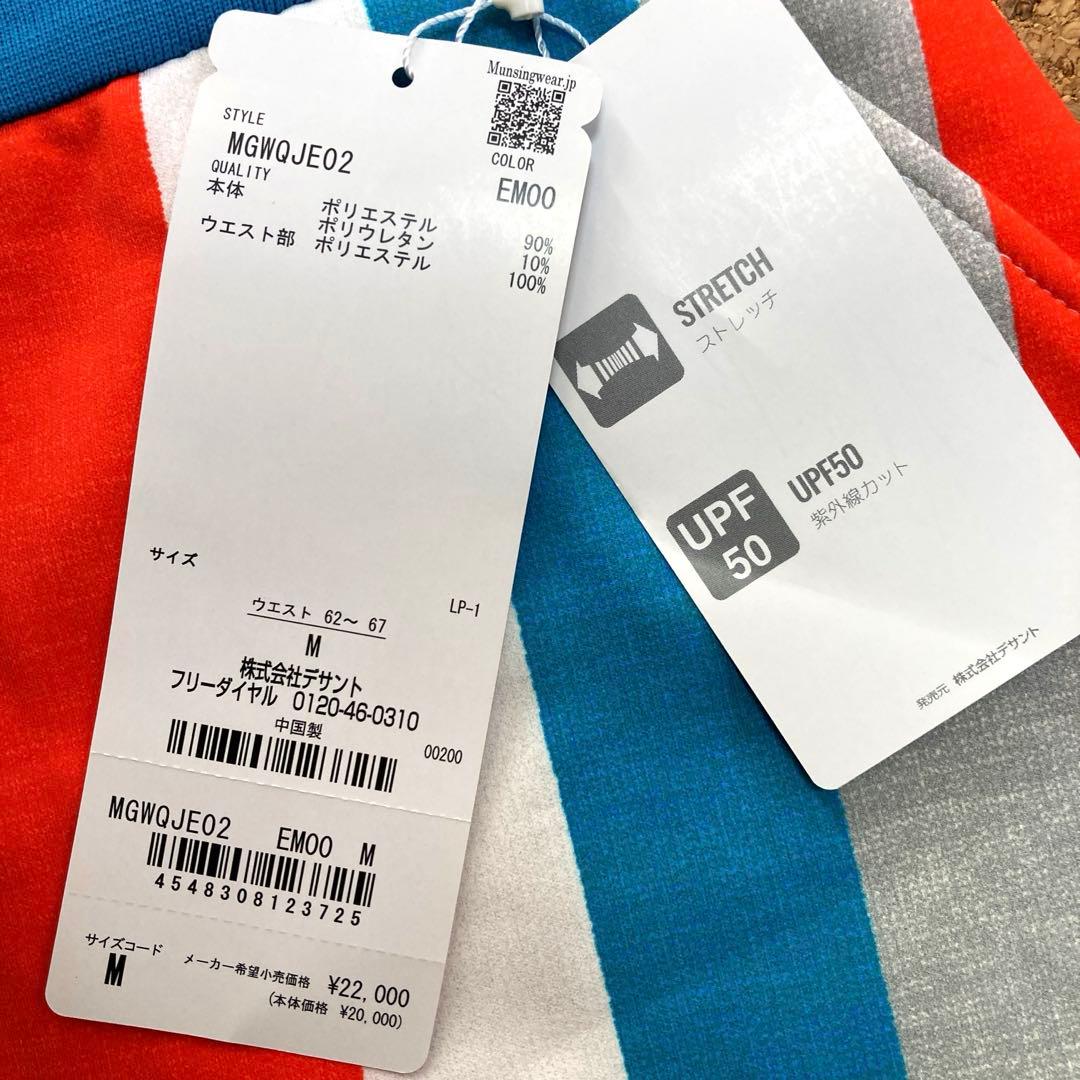 Munsingwear.jp
STYLE
MGWQJE02
COLOR
EM00
QUALITY
本体
ポリエステル 90%
ポリウレタン 10%
ウエスト部 ポリエステル 100%
サイズ
LP-1
ウエスト 62〜 67
M
株式会社デサント
フリーダイヤル 0120-46-0310
中国製
00200
MGWQJE02 EM00 M
4548308123725
サイズコード
M
メーカー希望小売価格 ¥22,000
(本体価格 ¥20,000)
STRETCH
ストレッチ
UPF
50
UPF50
紫外線カット
発売元 株式会社デサント